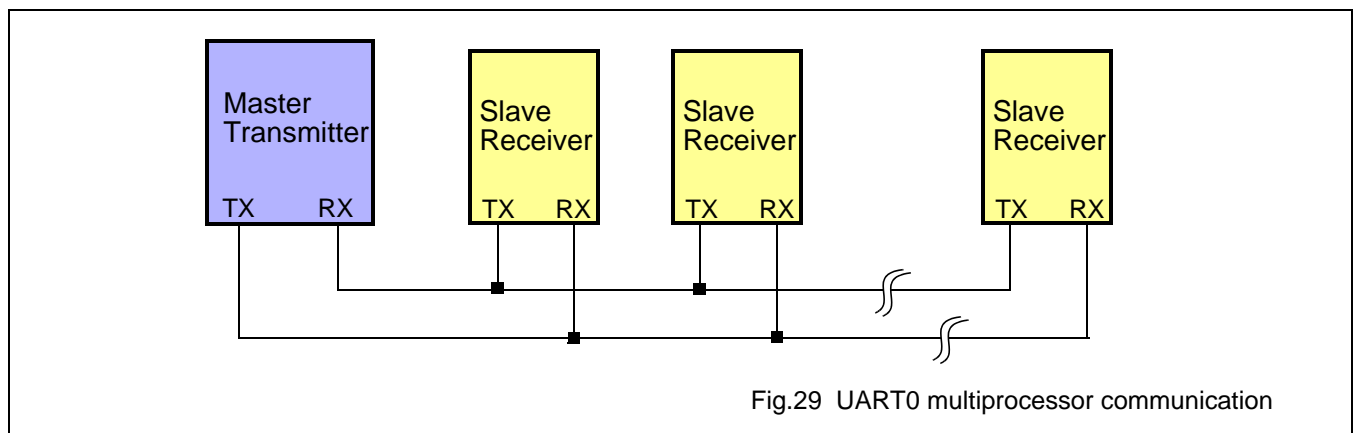 Master
Transmitter
TX RX
Slave
Receiver
TX RX
Slave
Receiver
TX RX
Slave
Receiver
TX RX
Fig.29 UART0 multiprocessor communication